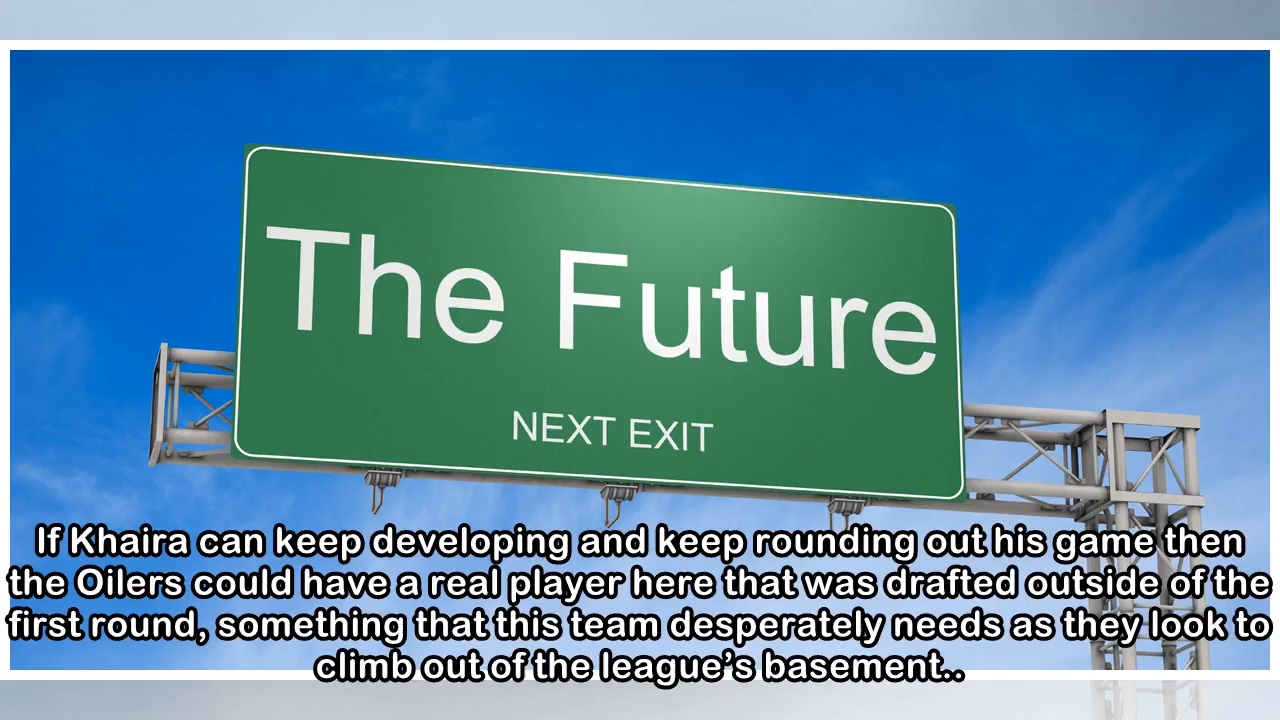 The Future
NEXT EXIT
If Khaira can keep developing and keep rounding out his game then
the Oilers could have a real player here that was drafted outside of the
first round, something that this team desperately needs as they look to
climb out of the league’s basement..